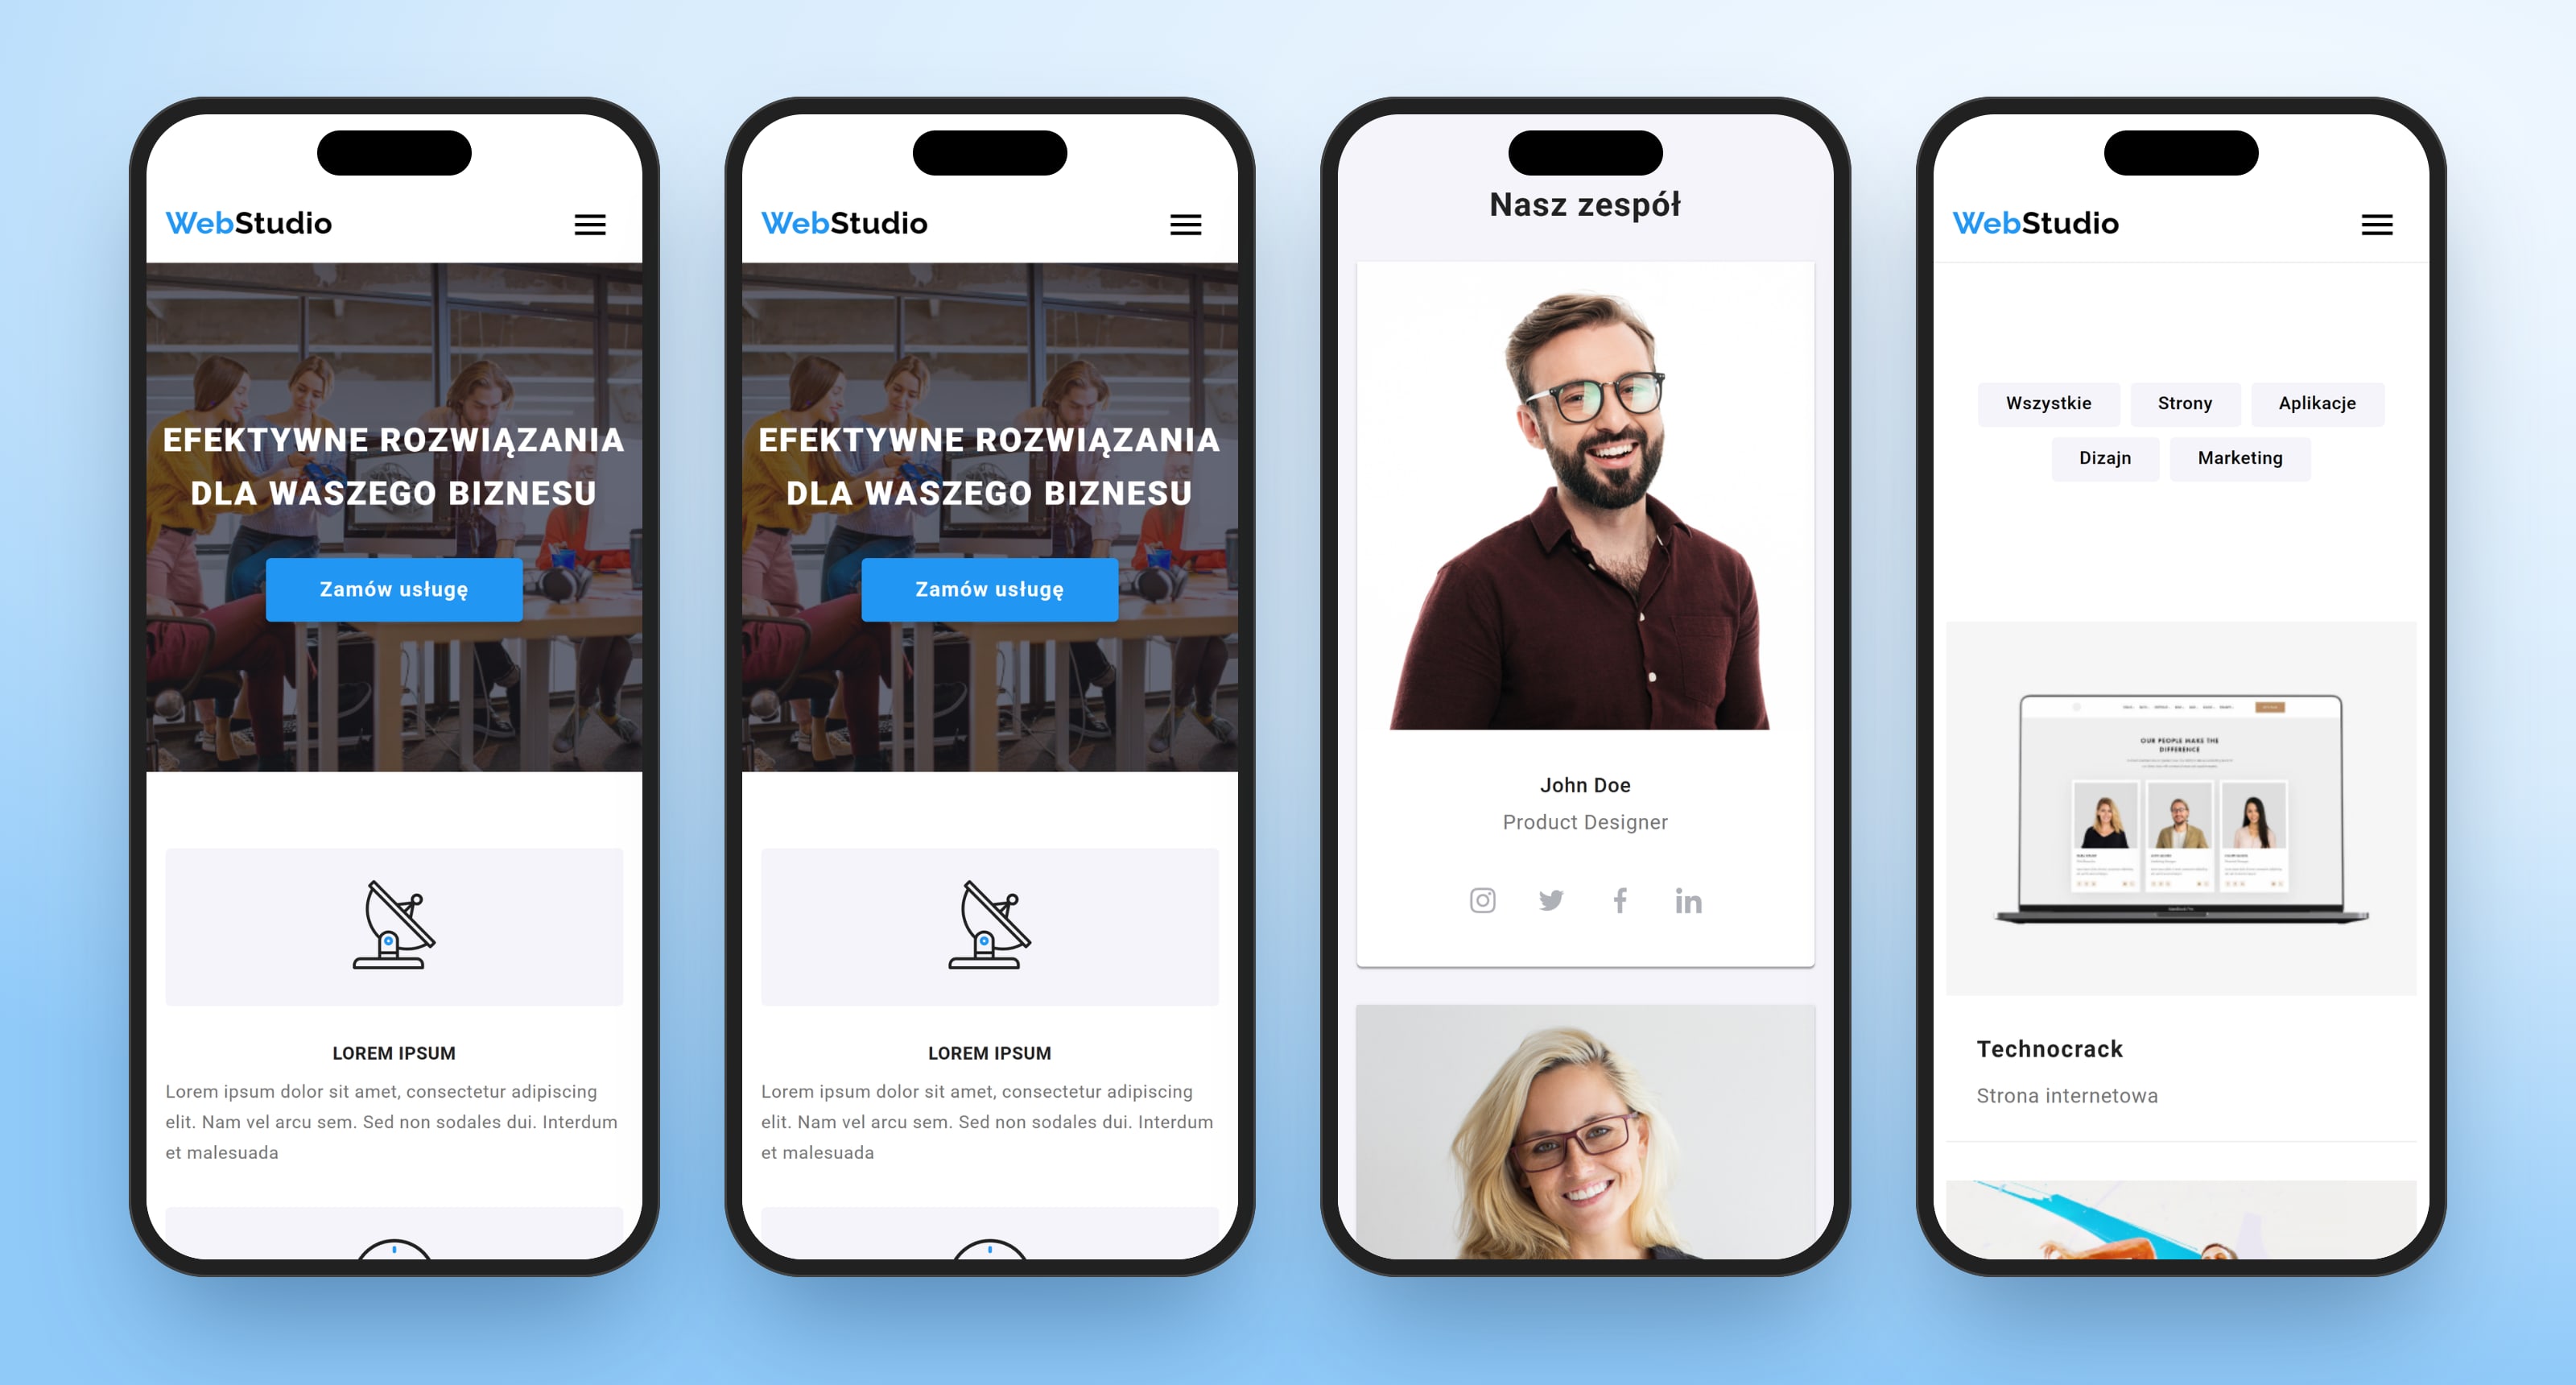 WebStudio
EFEKTYWNE ROZWIĄZANIA
DLA WASZEGO BIZNESU
Zamów usługę
LOREM IPSUM
Lorem ipsum dolor sit amet, consectetur adipiscing
elit. Nam vel arcu sem. Sed non sodales dui. Interdum
et malesuada
WebStudio
EFEKTYWNE ROZWIĄZANIA
DLA WASZEGO BIZNESU
Zamów usługę
LOREM IPSUM
Lorem ipsum dolor sit amet, consectetur adipiscing
elit. Nam vel arcu sem. Sed non sodales dui. Interdum
et malesuada
Nasz zespół
John Doe
Product Designer
WebStudio
Wszystkie
Strony
Aplikacje
Dizajn
Marketing
OUR PEOPLE MAKE THE
DIFFERENCE
Technocrack
Strona internetowa